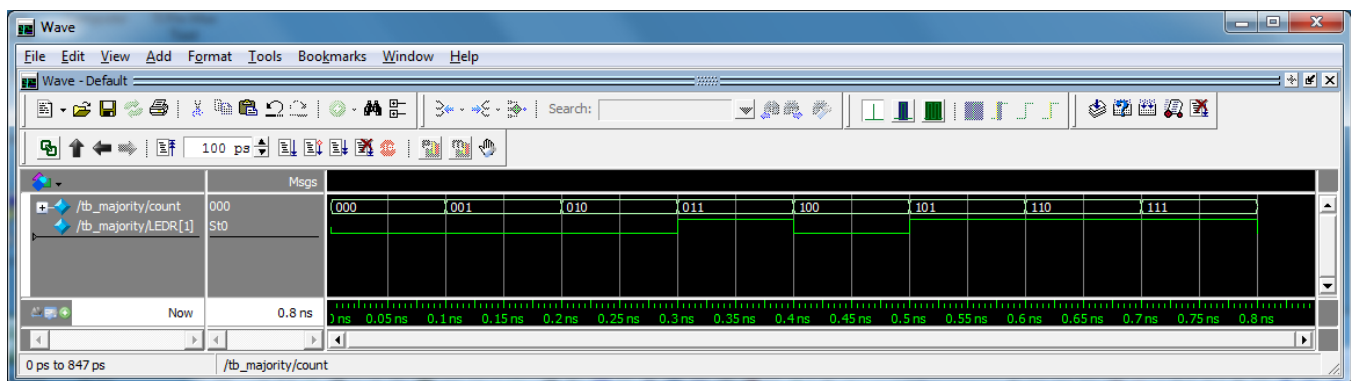 Wave
File Edit View Add Format Tools Bookmarks Window Help
Wave - Default
Search:
100 ps
Msgs
/tb_majority/count 000 000 001 010 011 100 101 110 111
/tb_majority/LEDR[1] St0
Now 0.8 ns
ns 0.05 ns 0.1 ns 0.15 ns 0.2 ns 0.25 ns 0.3 ns 0.35 ns 0.4 ns 0.45 ns 0.5 ns 0.55 ns 0.6 ns 0.65 ns 0.7 ns 0.75 ns 0.8 ns
0 ps to 847 ps /tb_majority/count